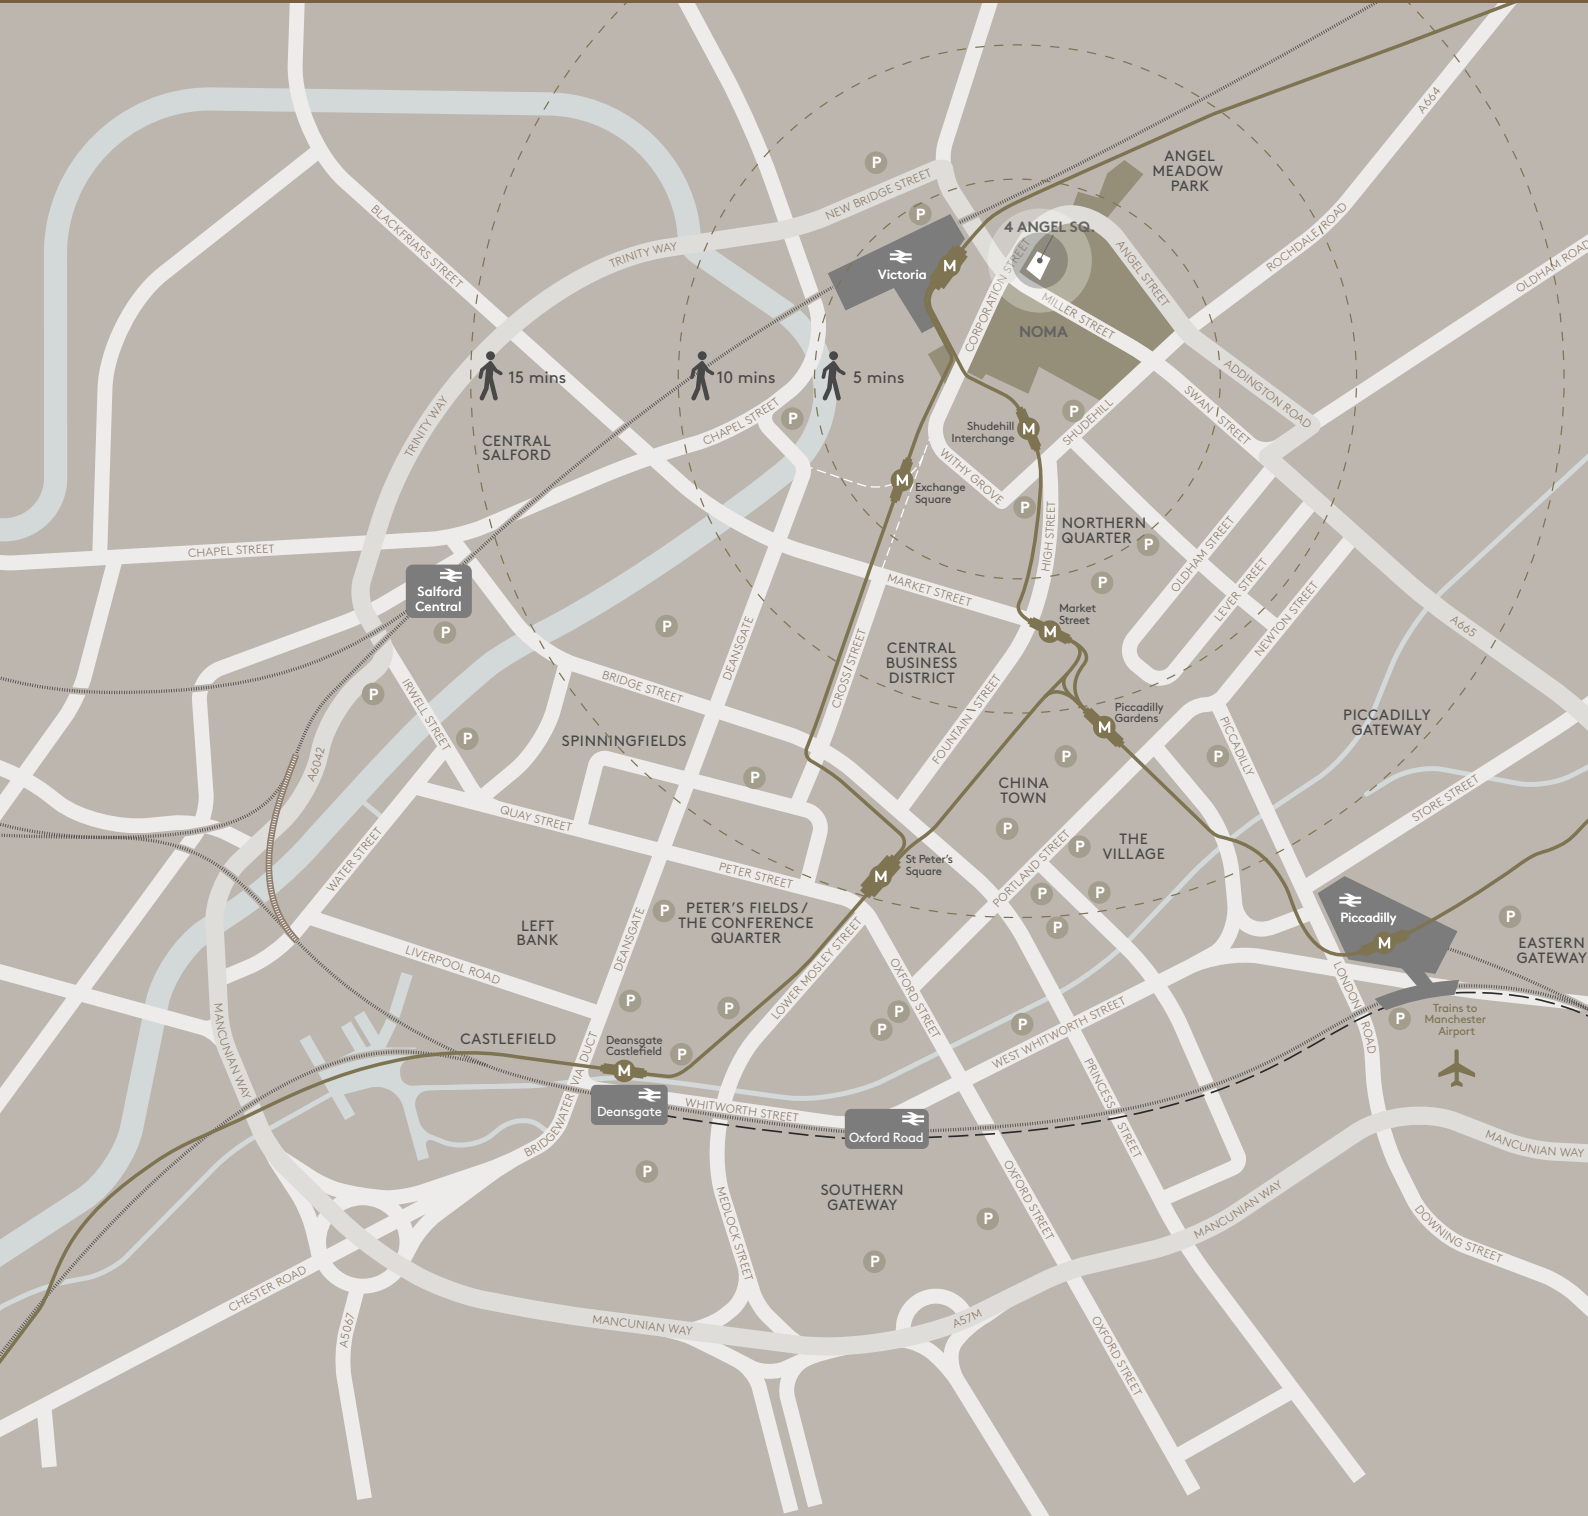 A664
ANGEL
MEADOW
PARK
P
NEW BRIDGE STREET
P
4 ANGEL SQ.
ROCHDALE ROAD
OLDHAM ROAD
BLACKFRIARS STREET
TRINITY WAY
Victoria
M
CORPORATION STREET
ANGEL STREET
MILLER STREET
NOMA
15 mins
10 mins
5 mins
ADDINGTON ROAD
SWAN STREET
TRINITY WAY
CENTRAL
SALFORD
CHAPEL STREET
P
Shudehill
Interchange
M
P
SHUDEHILL
WITHY GROVE
M
Exchange
Square
P
HIGH STREET
NORTHERN
QUARTER
P
CHAPEL STREET
Salford
Central
P
P
MARKET STREET
P
OLDHAM STREET
LEVER STREET
NEWTON STREET
A665
Market
Street
M
DEANSGATE
CROSS STREET
CENTRAL
BUSINESS
DISTRICT
P
IRWELL STREET
BRIDGE STREET
FOUNTAIN STREET
Piccadilly
Gardens
M
PICCADILLY
PICCADILLY
GATEWAY
P
SPINNINGFIELDS
P
A6042
P
P
CHINA
TOWN
P
STORE STREET
QUAY STREET
WATER STREET
PETER STREET
St Peter's
Square
M
PORTLAND STREET
P
THE
VILLAGE
P
P
P
Piccadilly
M
P
EASTERN
GATEWAY
LEFT
BANK
DEANSGATE
P
PETER'S FIELDS/
THE CONFERENCE
QUARTER
LIVERPOOL ROAD
LOWER MOSLEY STREET
OXFORD STREET
LONDON ROAD
MANCUNIAN WAY
P
P
P
P
P
WEST WHITWORTH STREET
P
Trains to
Manchester
Airport
CASTLEFIELD
Deansgate
Castlefield
M
P
BRIDGEWATER VIADUCT
Deansgate
WHITWORTH STREET
Oxford Road
PRINCESS STREET
MANCUNIAN WAY
P
SOUTHERN
GATEWAY
OXFORD STREET
MEDLOCK STREET
P
MANCUNIAN WAY
DOWNING STREET
P
CHESTER ROAD
A5067
MANCUNIAN WAY
A57M
OXFORD STREET